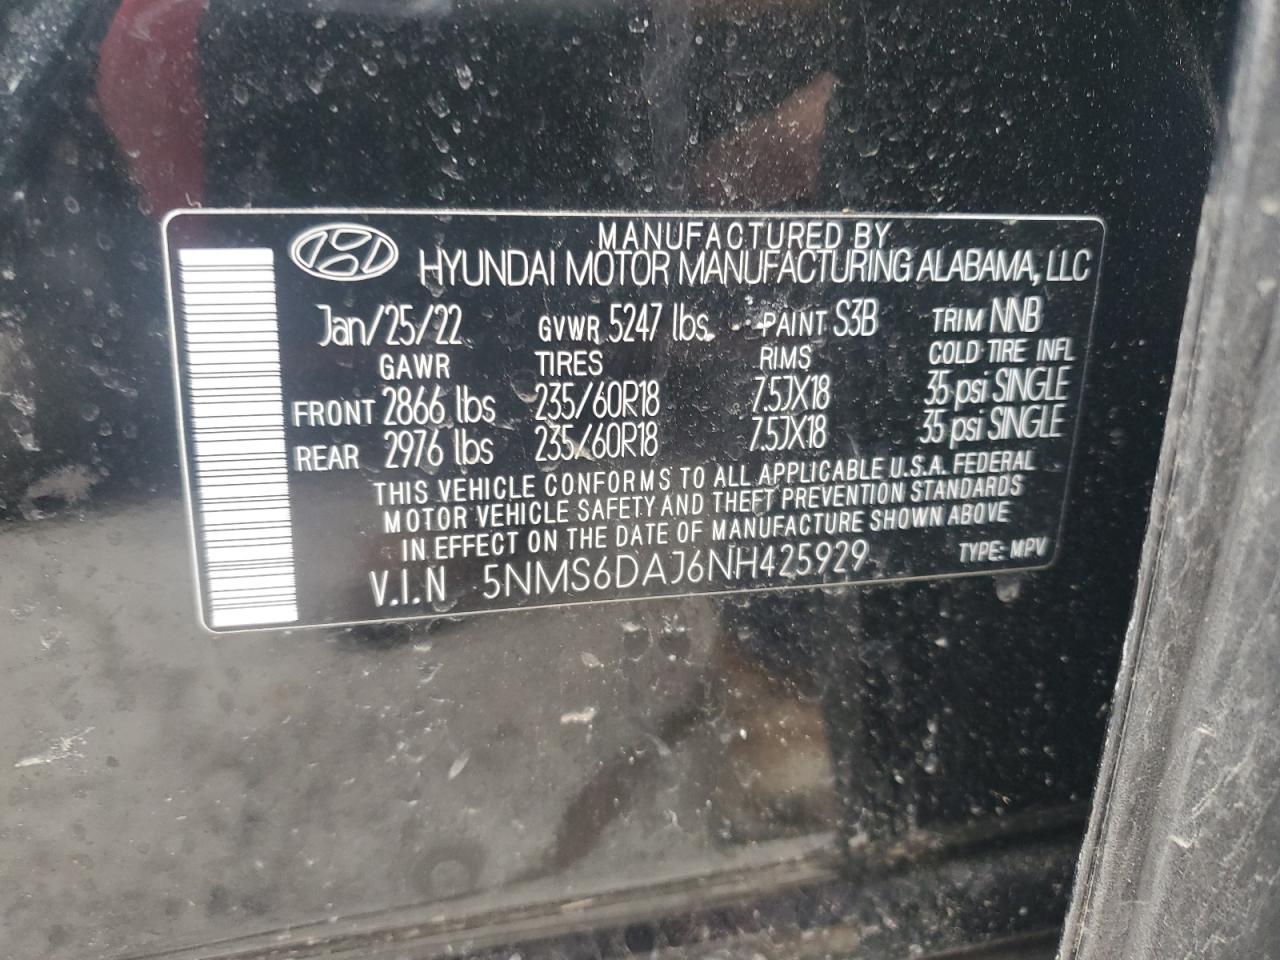 MANUFACTURED BY
HYUNDAI MOTOR MANUFACTURING ALABAMA, LLC
Jan/25/22 GVWR 5247 lbs. PAINT S3B TRIM NNB
GAWR TIRES RIMS COLD TIRE INFL
FRONT 2866 lbs 235/60R18 7.5JX18 35 psi SINGLE
REAR 2976 lbs 235/60R18 7.5JX18 35 psi SINGLE
THIS VEHICLE CONFORMS TO ALL APPLICABLE U.S.A. FEDERAL
MOTOR VEHICLE SAFETY AND THEFT PREVENTION STANDARDS
IN EFFECT ON THE DATE OF MANUFACTURE SHOWN ABOVE
V.I.N 5NMS6DAJ6NH425929 TYPE: MPV